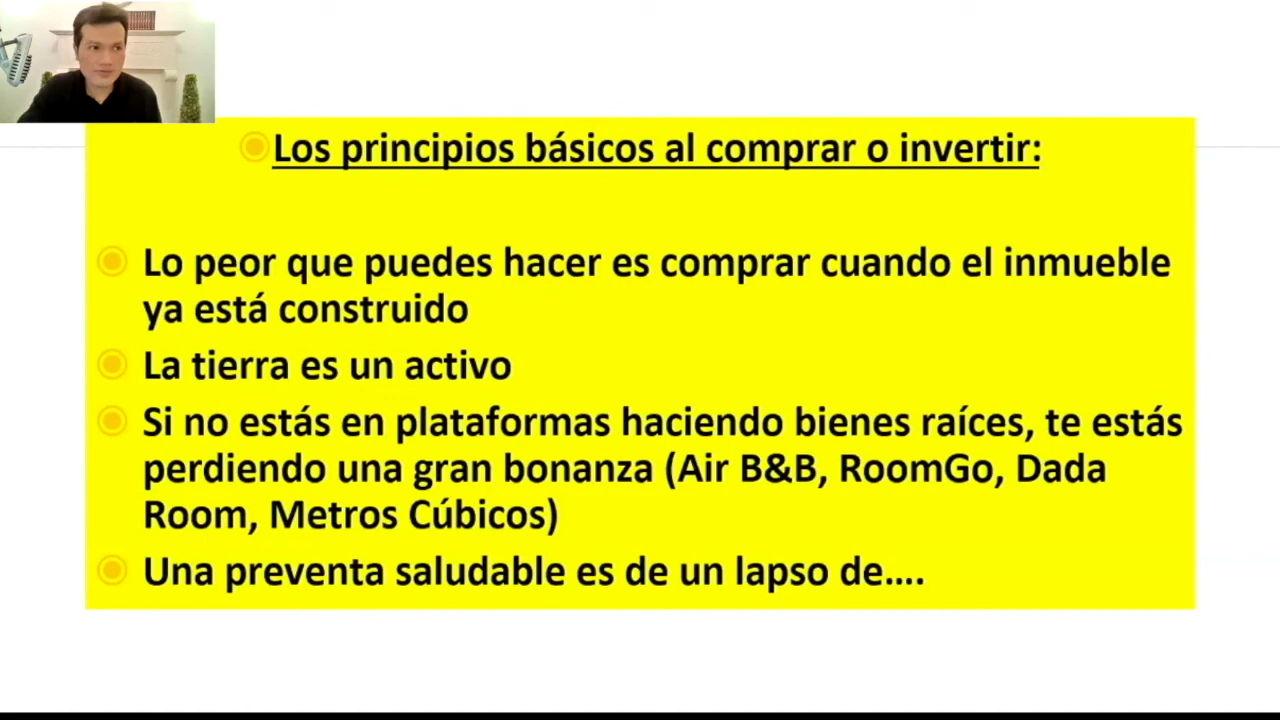 Los principios básicos al comprar o invertir:
Lo peor que puedes hacer es comprar cuando el inmueble
ya está construido
La tierra es un activo
Si no estás en plataformas haciendo bienes raíces, te estás
perdiendo una gran bonanza (Air B&B, RoomGo, Dada
Room, Metros Cúbicos)
Una preventa saludable es de un lapso de....